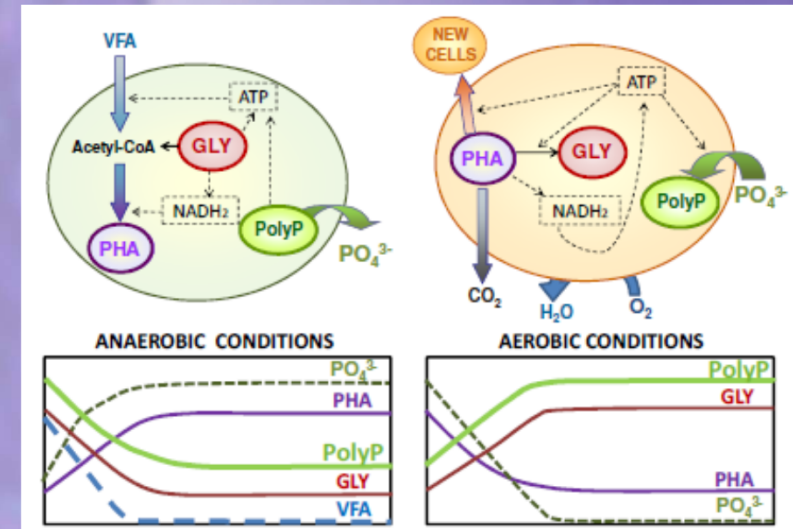 VFA
ATP
Acetyl-CoA
GLY
NADH₂
PolyP
PHA
PO₄³⁻
NEW
CELLS
ATP
PHA
GLY
NADH₂
PolyP
PO₄³⁻
CO₂
H₂O
O₂
ANAEROBIC CONDITIONS
PO₄³⁻
PHA
PolyP
GLY
VFA
AEROBIC CONDITIONS
PolyP
GLY
PHA
PO₄³⁻